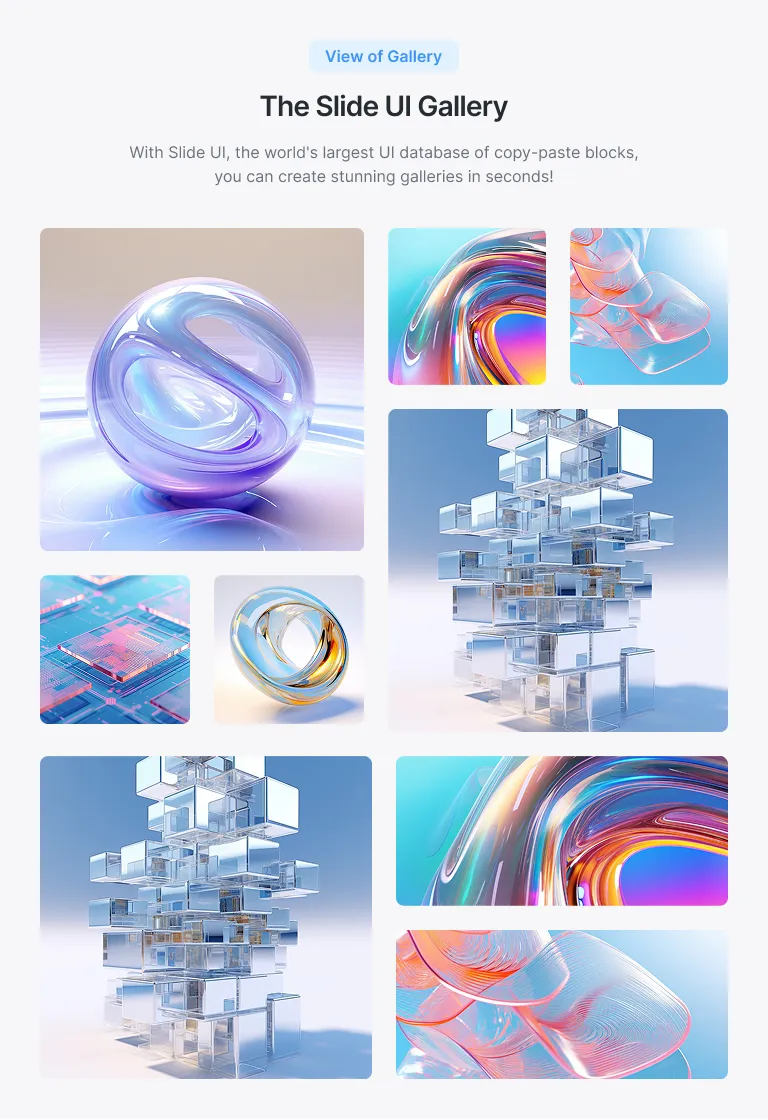 View of Gallery
The Slide UI Gallery
With Slide UI, the world's largest UI database of copy-paste blocks,
you can create stunning galleries in seconds!